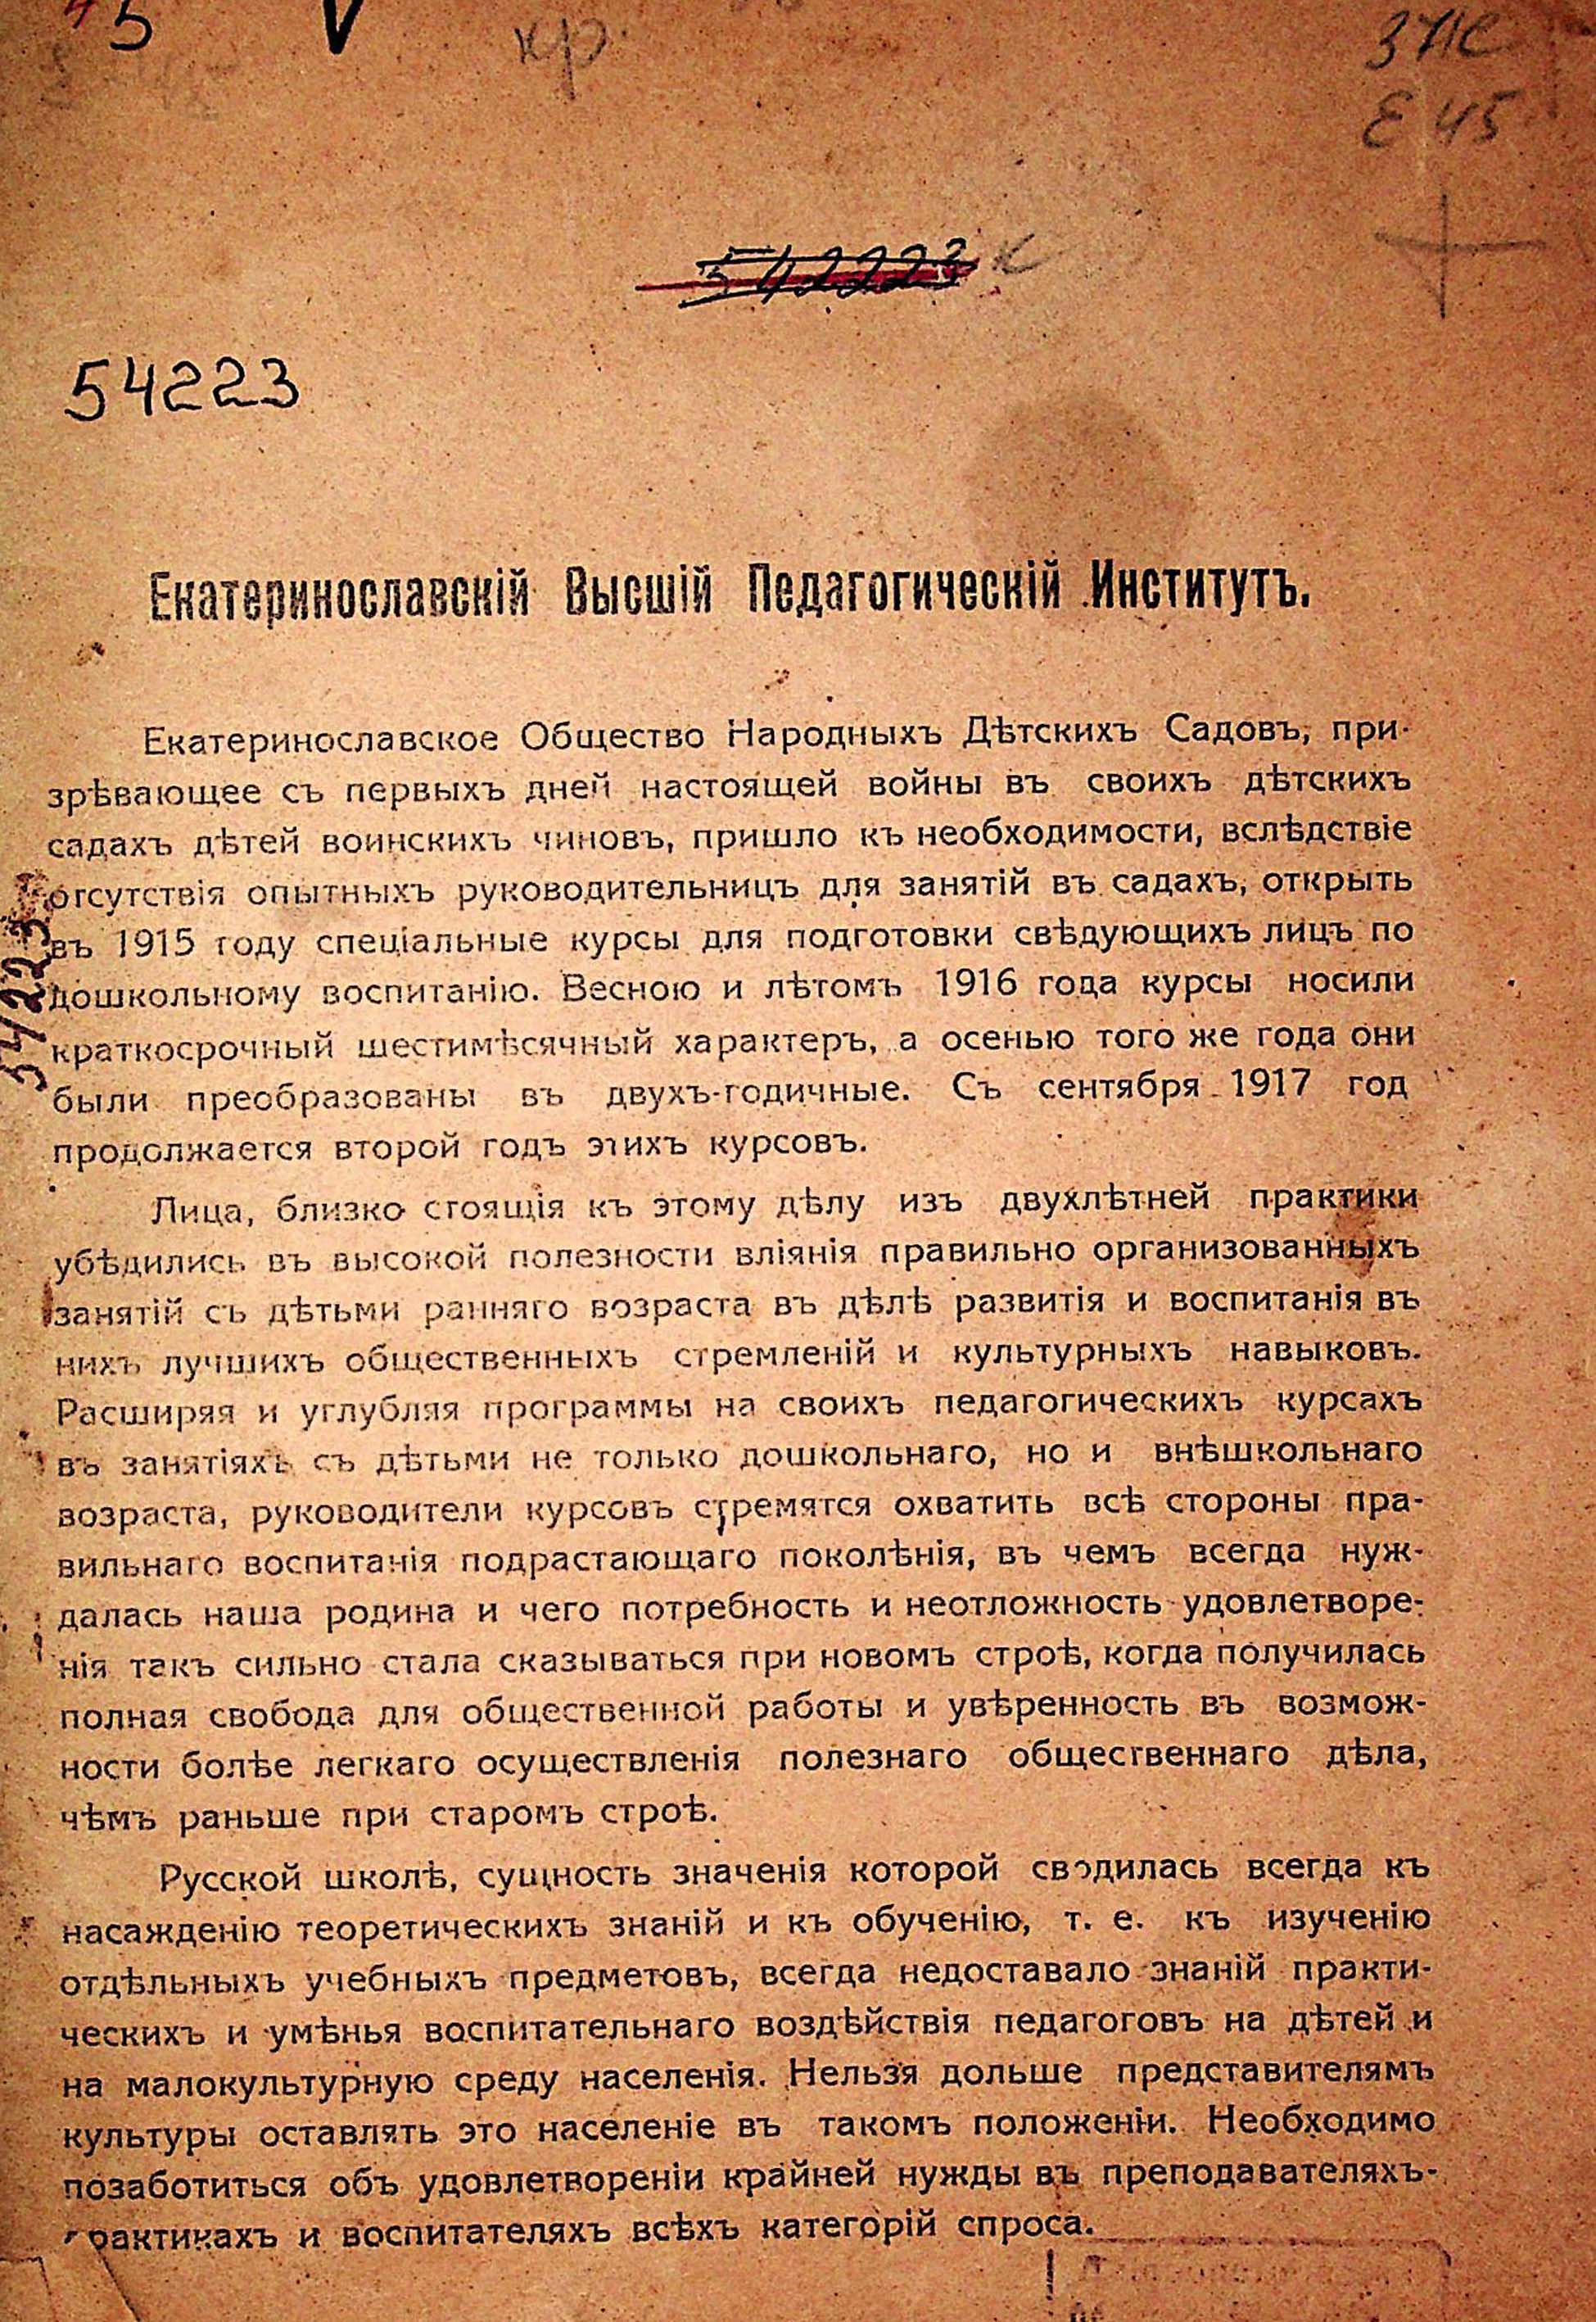 45 V кр.
371С
Е 45
542223
54223
Екатеринославскій Высшій Педагогическій Институтъ.
Екатеринославское Общество Народныхъ Дѣтскихъ Садовъ, при-
зрѣвающее съ первыхъ дней настоящей войны въ своихъ дѣтскихъ
садахъ дѣтей воинскихъ чиновъ, пришло къ необходимости, вслѣдствіе
отсутствія опытныхъ руководительницъ для занятій въ садахъ, открыть
въ 1915 году спеціальные курсы для подготовки свѣдующихъ лицъ по
дошкольному воспитанію. Весною и лѣтомъ 1916 года курсы носили
краткосрочный шестимѣсячный характеръ, а осенью того же года они
были преобразованы въ двухъ-годичные. Съ сентября 1917 год
продолжается второй годъ этихъ курсовъ.
Лица, близко стоящія къ этому дѣлу изъ двухлѣтней практики
убѣдились въ высокой полезности вліянія правильно организованныхъ
занятій съ дѣтьми ранняго возраста въ дѣлѣ развитія и воспитанія въ
нихъ лучшихъ общественныхъ стремленій и культурныхъ навыковъ.
Расширяя и углубляя программы на своихъ педагогическихъ курсахъ
въ занятіяхъ съ дѣтьми не только дошкольнаго, но и внѣшкольнаго
возраста, руководители курсовъ стремятся охватить всѣ стороны пра-
вильнаго воспитанія подрастающаго поколѣнія, въ чемъ всегда нуж-
далась наша родина и чего потребность и неотложность удовлетворе-
нія такъ сильно стала сказываться при новомъ строѣ, когда получилась
полная свобода для общественной работы и увѣренность въ возмож-
ности болѣе легкаго осуществленія полезнаго общественнаго дѣла,
чѣмъ раньше при старомъ строѣ.
Русской школѣ, сущность значенія которой сводилась всегда къ
насажденію теоретическихъ знаній и къ обученію, т. е. къ изученію
отдѣльныхъ учебныхъ предметовъ, всегда недоставало знаній практи-
ческихъ и умѣнья воспитательнаго воздѣйствія педагоговъ на дѣтей и
на малокультурную среду населенія. Нельзя дольше представителямъ
культуры оставлять это населеніе въ такомъ положеніи. Необходимо
позаботиться объ удовлетвореніи крайней нужды въ преподавателяхъ-
практикахъ и воспитателяхъ всѣхъ категорій спроса.
54223